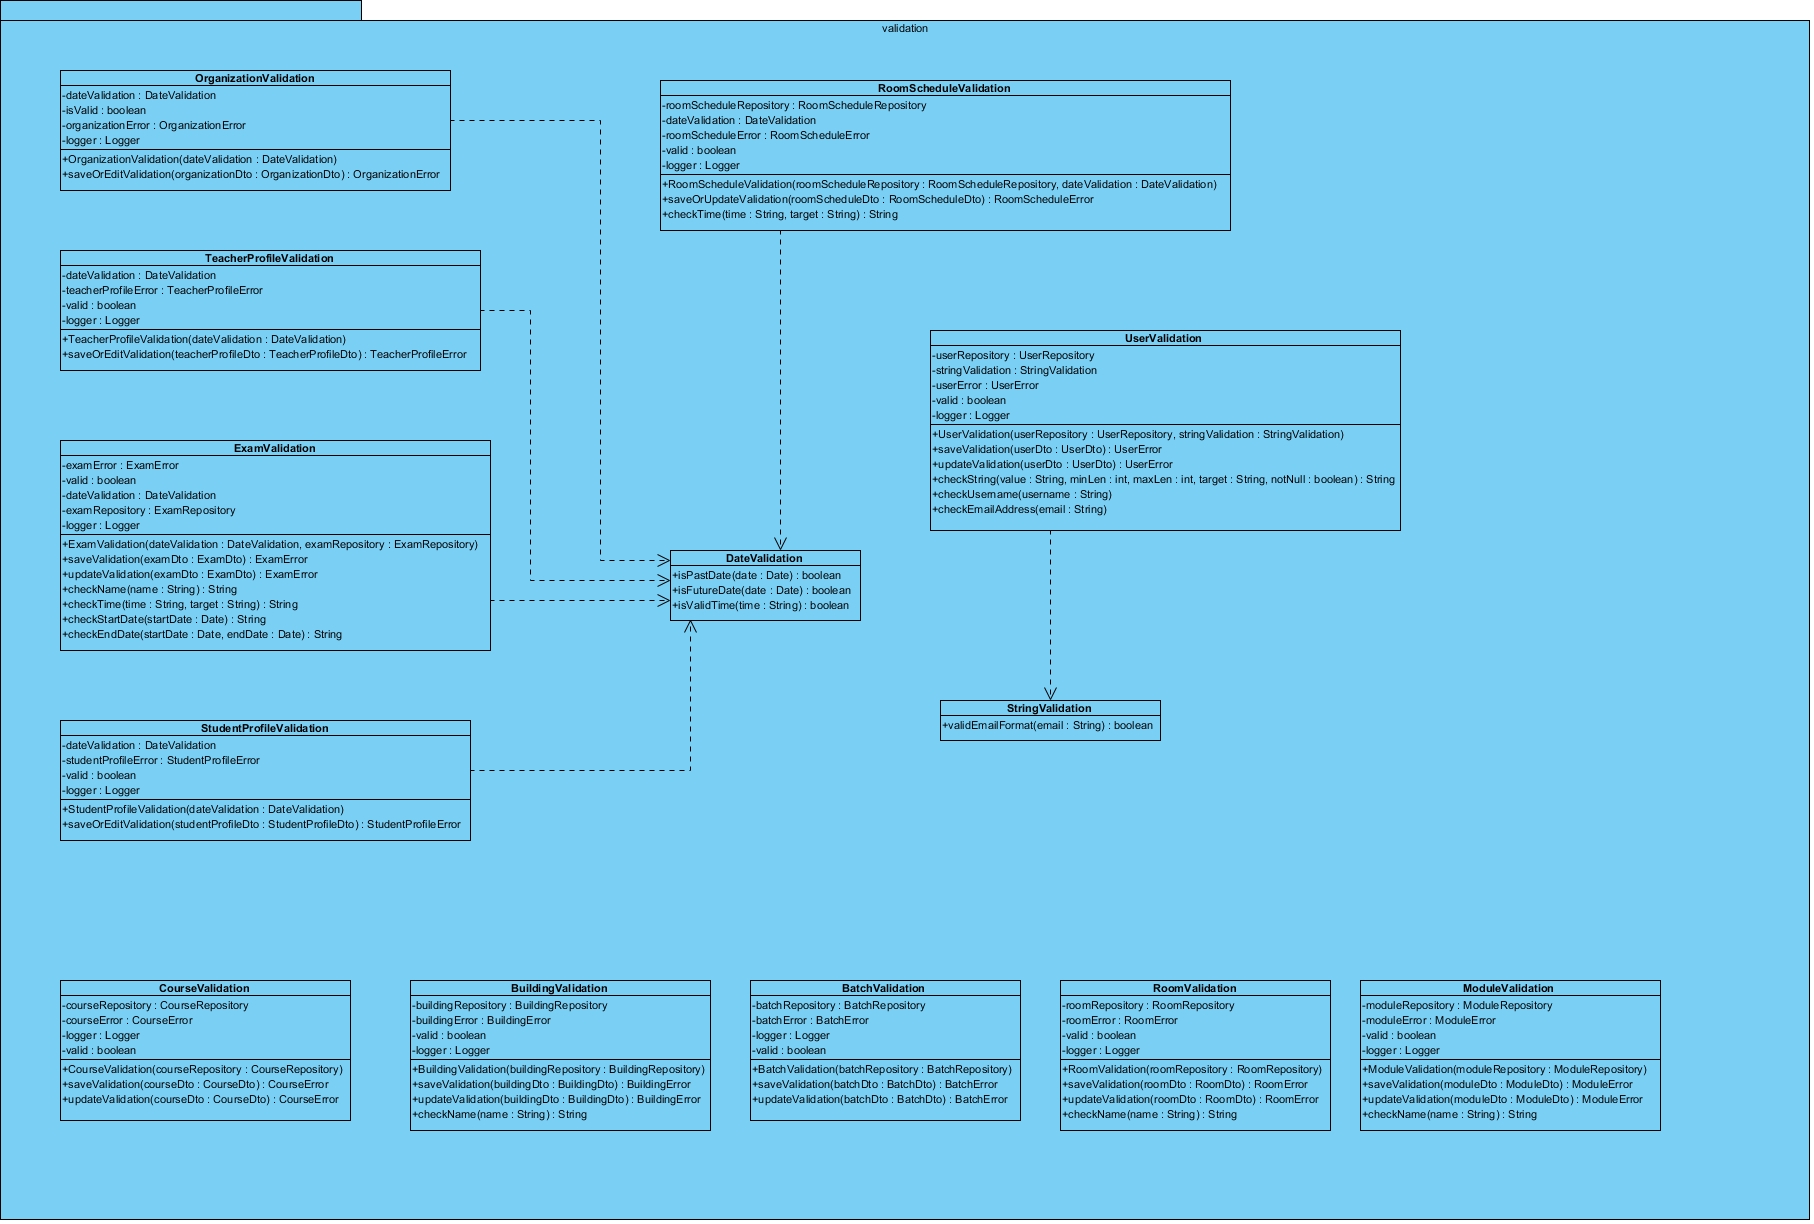 validation
OrganizationValidation
-dateValidation : DateValidation
-isValid : boolean
-organizationError : OrganizationError
-logger : Logger
+OrganizationValidation(dateValidation : DateValidation)
+saveOrEditValidation(organizationDto : OrganizationDto) : OrganizationError
RoomScheduleValidation
-roomScheduleRepository : RoomScheduleRepository
-dateValidation : DateValidation
-roomScheduleError : RoomScheduleError
-valid : boolean
-logger : Logger
+RoomScheduleValidation(roomScheduleRepository : RoomScheduleRepository, dateValidation : DateValidation)
+saveOrUpdateValidation(roomScheduleDto : RoomScheduleDto) : RoomScheduleError
+checkTime(time : String, target : String) : String
TeacherProfileValidation
-dateValidation : DateValidation
-teacherProfileError : TeacherProfileError
-valid : boolean
-logger : Logger
+TeacherProfileValidation(dateValidation : DateValidation)
+saveOrEditValidation(teacherProfileDto : TeacherProfileDto) : TeacherProfileError
UserValidation
-userRepository : UserRepository
-stringValidation : StringValidation
-userError : UserError
-valid : boolean
-logger : Logger
+UserValidation(userRepository : UserRepository, stringValidation : StringValidation)
+saveValidation(userDto : UserDto) : UserError
+updateValidation(userDto : UserDto) : UserError
+checkString(value : String, minLen : int, maxLen : int, target : String, notNull : boolean) : String
+checkUsername(username : String)
+checkEmailAddress(email : String)
ExamValidation
-examError : ExamError
-valid : boolean
-dateValidation : DateValidation
-examRepository : ExamRepository
-logger : Logger
+ExamValidation(dateValidation : DateValidation, examRepository : ExamRepository)
+saveValidation(examDto : ExamDto) : ExamError
+updateValidation(examDto : ExamDto) : ExamError
+checkName(name : String) : String
+checkTime(time : String, target : String) : String
+checkStartDate(startDate : Date) : String
+checkEndDate(startDate : Date, endDate : Date) : String
DateValidation
+isPastDate(date : Date) : boolean
+isFutureDate(date : Date) : boolean
+isValidTime(time : String) : boolean
StringValidation
+validEmailFormat(email : String) : boolean
StudentProfileValidation
-dateValidation : DateValidation
-studentProfileError : StudentProfileError
-valid : boolean
-logger : Logger
+StudentProfileValidation(dateValidation : DateValidation)
+saveOrEditValidation(studentProfileDto : StudentProfileDto) : StudentProfileError
CourseValidation
-courseRepository : CourseRepository
-courseError : CourseError
-logger : Logger
-valid : boolean
+CourseValidation(courseRepository : CourseRepository)
+saveValidation(courseDto : CourseDto) : CourseError
+updateValidation(courseDto : CourseDto) : CourseError
BuildingValidation
-buildingRepository : BuildingRepository
-buildingError : BuildingError
-valid : boolean
-logger : Logger
+BuildingValidation(buildingRepository : BuildingRepository)
+saveValidation(buildingDto : BuildingDto) : BuildingError
+updateValidation(buildingDto : BuildingDto) : BuildingError
+checkName(name : String) : String
BatchValidation
-batchRepository : BatchRepository
-batchError : BatchError
-logger : Logger
-valid : boolean
+BatchValidation(batchRepository : BatchRepository)
+saveValidation(batchDto : BatchDto) : BatchError
+updateValidation(batchDto : BatchDto) : BatchError
RoomValidation
-roomRepository : RoomRepository
-roomError : RoomError
-valid : boolean
-logger : Logger
+RoomValidation(roomRepository : RoomRepository)
+saveValidation(roomDto : RoomDto) : RoomError
+updateValidation(roomDto : RoomDto) : RoomError
+checkName(name : String) : String
ModuleValidation
-moduleRepository : ModuleRepository
-moduleError : ModuleError
-valid : boolean
-logger : Logger
+ModuleValidation(moduleRepository : ModuleRepository)
+saveValidation(moduleDto : ModuleDto) : ModuleError
+updateValidation(moduleDto : ModuleDto) : ModuleError
+checkName(name : String) : String